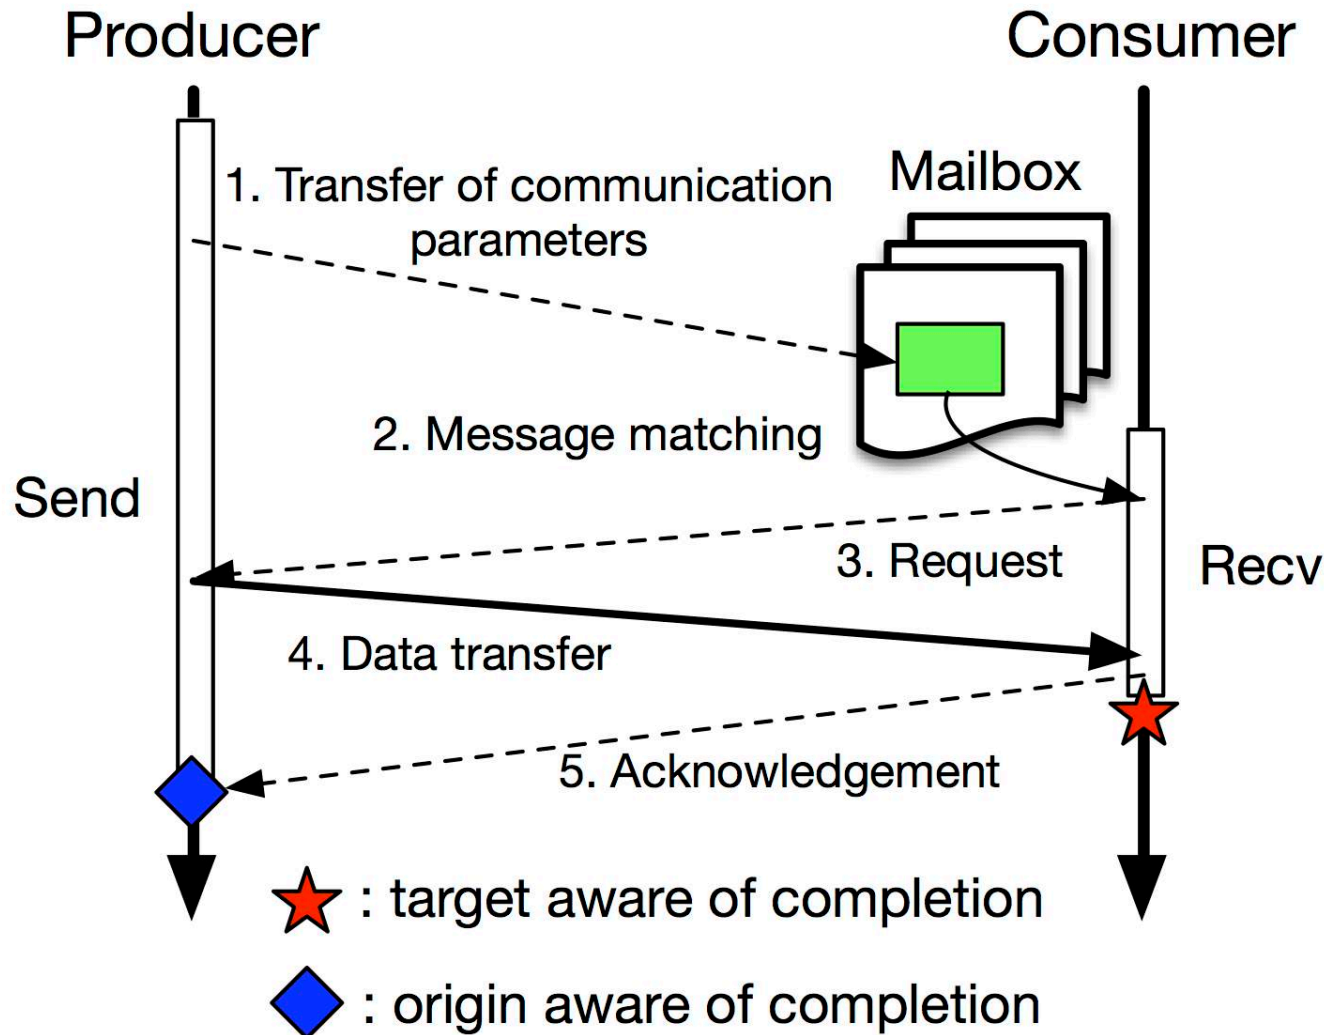 Producer
Consumer
1. Transfer of communication
parameters
Mailbox
2. Message matching
Send
3. Request
Recv
4. Data transfer
5. Acknowledgement
: target aware of completion
: origin aware of completion